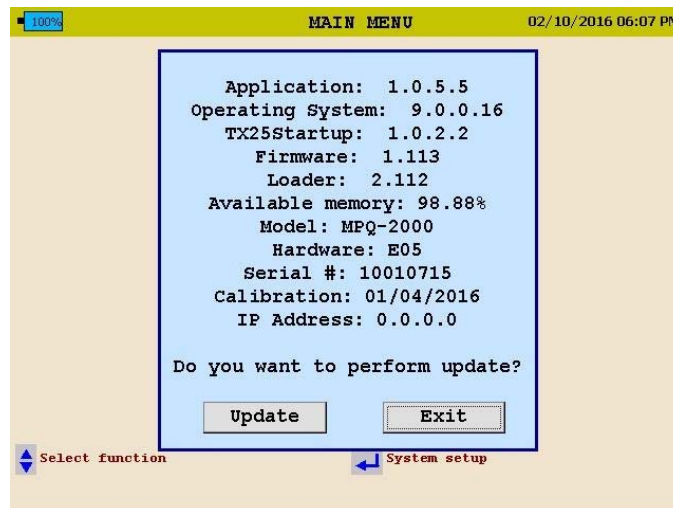 100%
MAIN MENU
02/10/2016 06:07 PM
Application: 1.0.5.5
Operating System: 9.0.0.16
TX25Startup: 1.0.2.2
Firmware: 1.113
Loader: 2.112
Available memory: 98.88%
Model: MPQ-2000
Hardware: E05
Serial #: 10010715
Calibration: 01/04/2016
IP Address: 0.0.0.0
Do you want to perform update?
Update
Exit
Select function
System setup